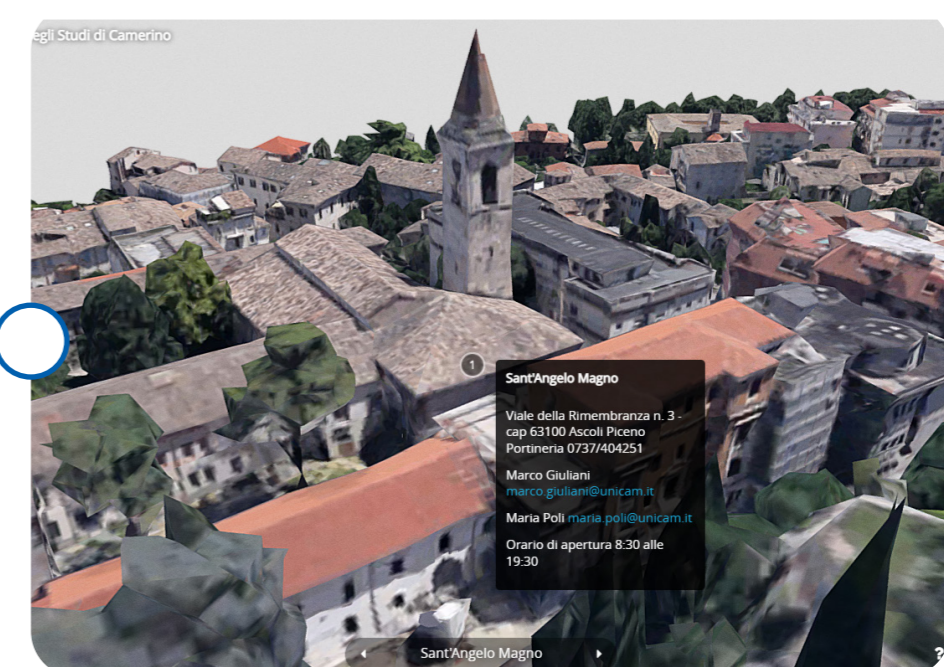 egli Studi di Camerino
1
Sant'Angelo Magno
Viale della Rimembranza n. 3 -
cap 63100 Ascoli Piceno
Portineria 0737/404251
Marco Giuliani
marco.giuliani@unicam.it
Maria Poli maria.poli@unicam.it
Orario di apertura 8:30 alle
19:30
Sant'Angelo Magno
?